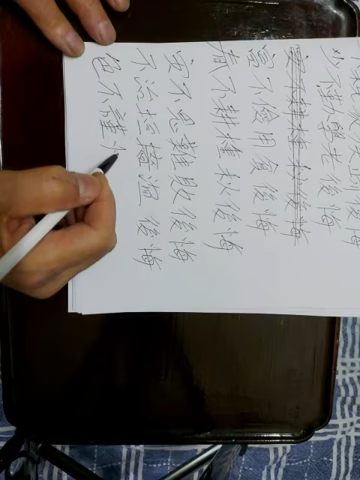 少不勤學老後悔
富不儉用貧後悔
春不耕種秋後悔
安不思難敗後悔
不治垣墻盜後悔
色不謹